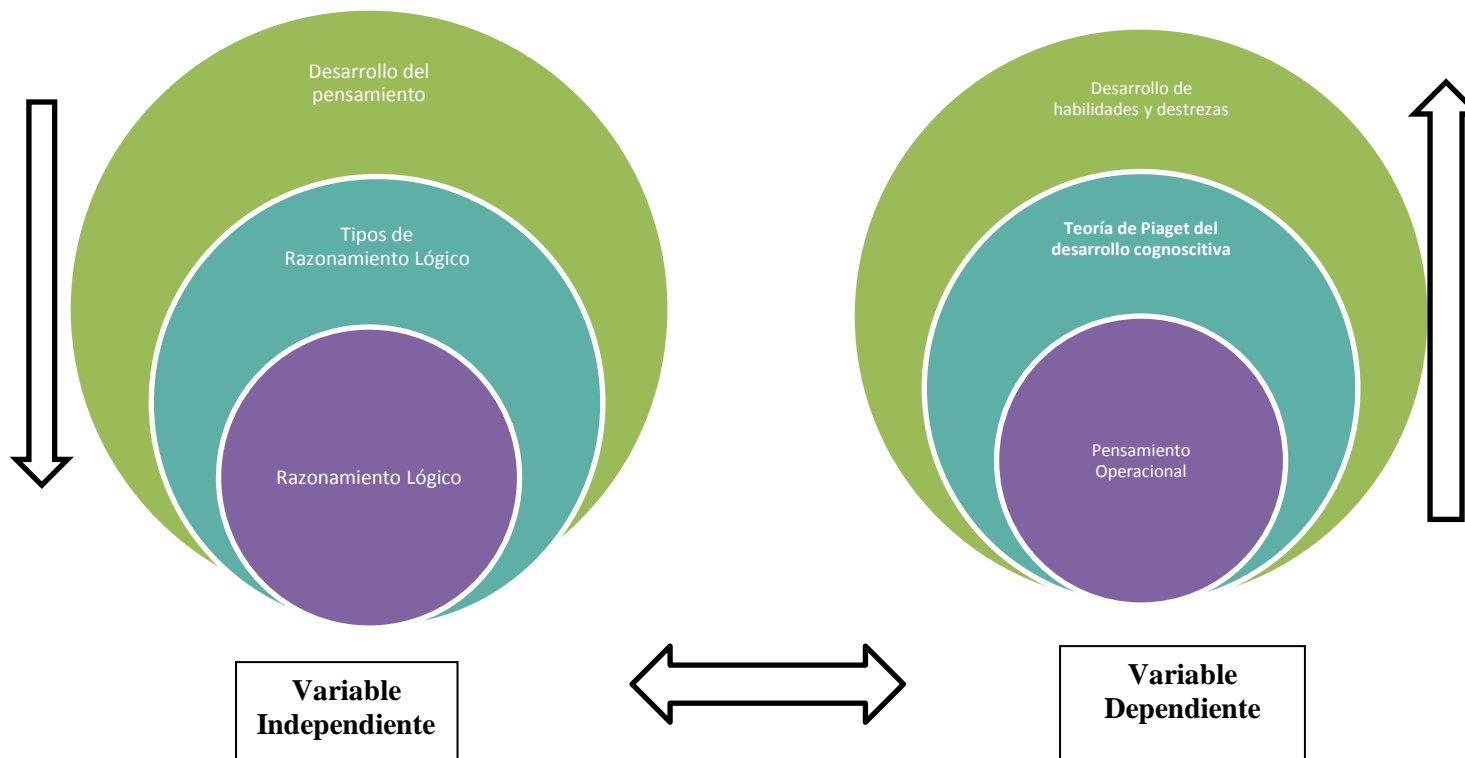 Desarrollo del
pensamiento
Tipos de
Razonamiento Lógico
Razonamiento Lógico
Desarrollo de
habilidades y destrezas
Teoría de Piaget del
desarrollo cognoscitiva
Pensamiento
Operacional
Variable
Independiente
Variable
Dependiente